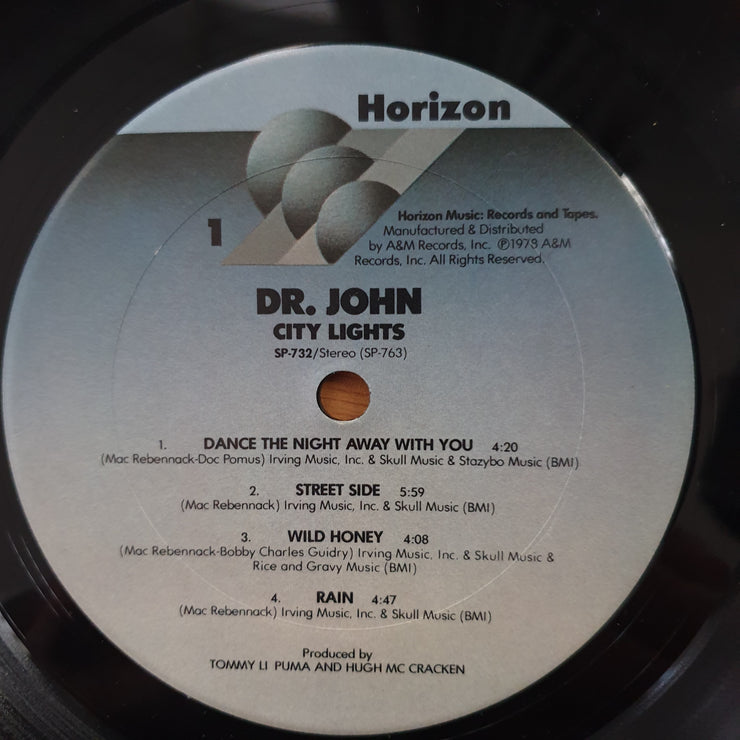 Horizon
1
Horizon Music: Records and Tapes.
Manufactured & Distributed
by A&M Records, Inc. ℗1978 A&M
Records, Inc. All Rights Reserved.
DR. JOHN
CITY LIGHTS
SP-732/Stereo (SP-763)
1. DANCE THE NIGHT AWAY WITH YOU 4:20
(Mac Rebennack-Doc Pomus) Irving Music, Inc. & Skull Music & Stazybo Music (BMI)
2. STREET SIDE 5:59
(Mac Rebennack) Irving Music, Inc. & Skull Music (BMI)
3. WILD HONEY 4:08
(Mac Rebennack-Bobby Charles Guidry) Irving Music, Inc. & Skull Music &
Rice and Gravy Music (BMI)
4. RAIN 4:47
(Mac Rebennack) Irving Music, Inc. & Skull Music (BMI)
Produced by
TOMMY LI PUMA AND HUGH MC CRACKEN